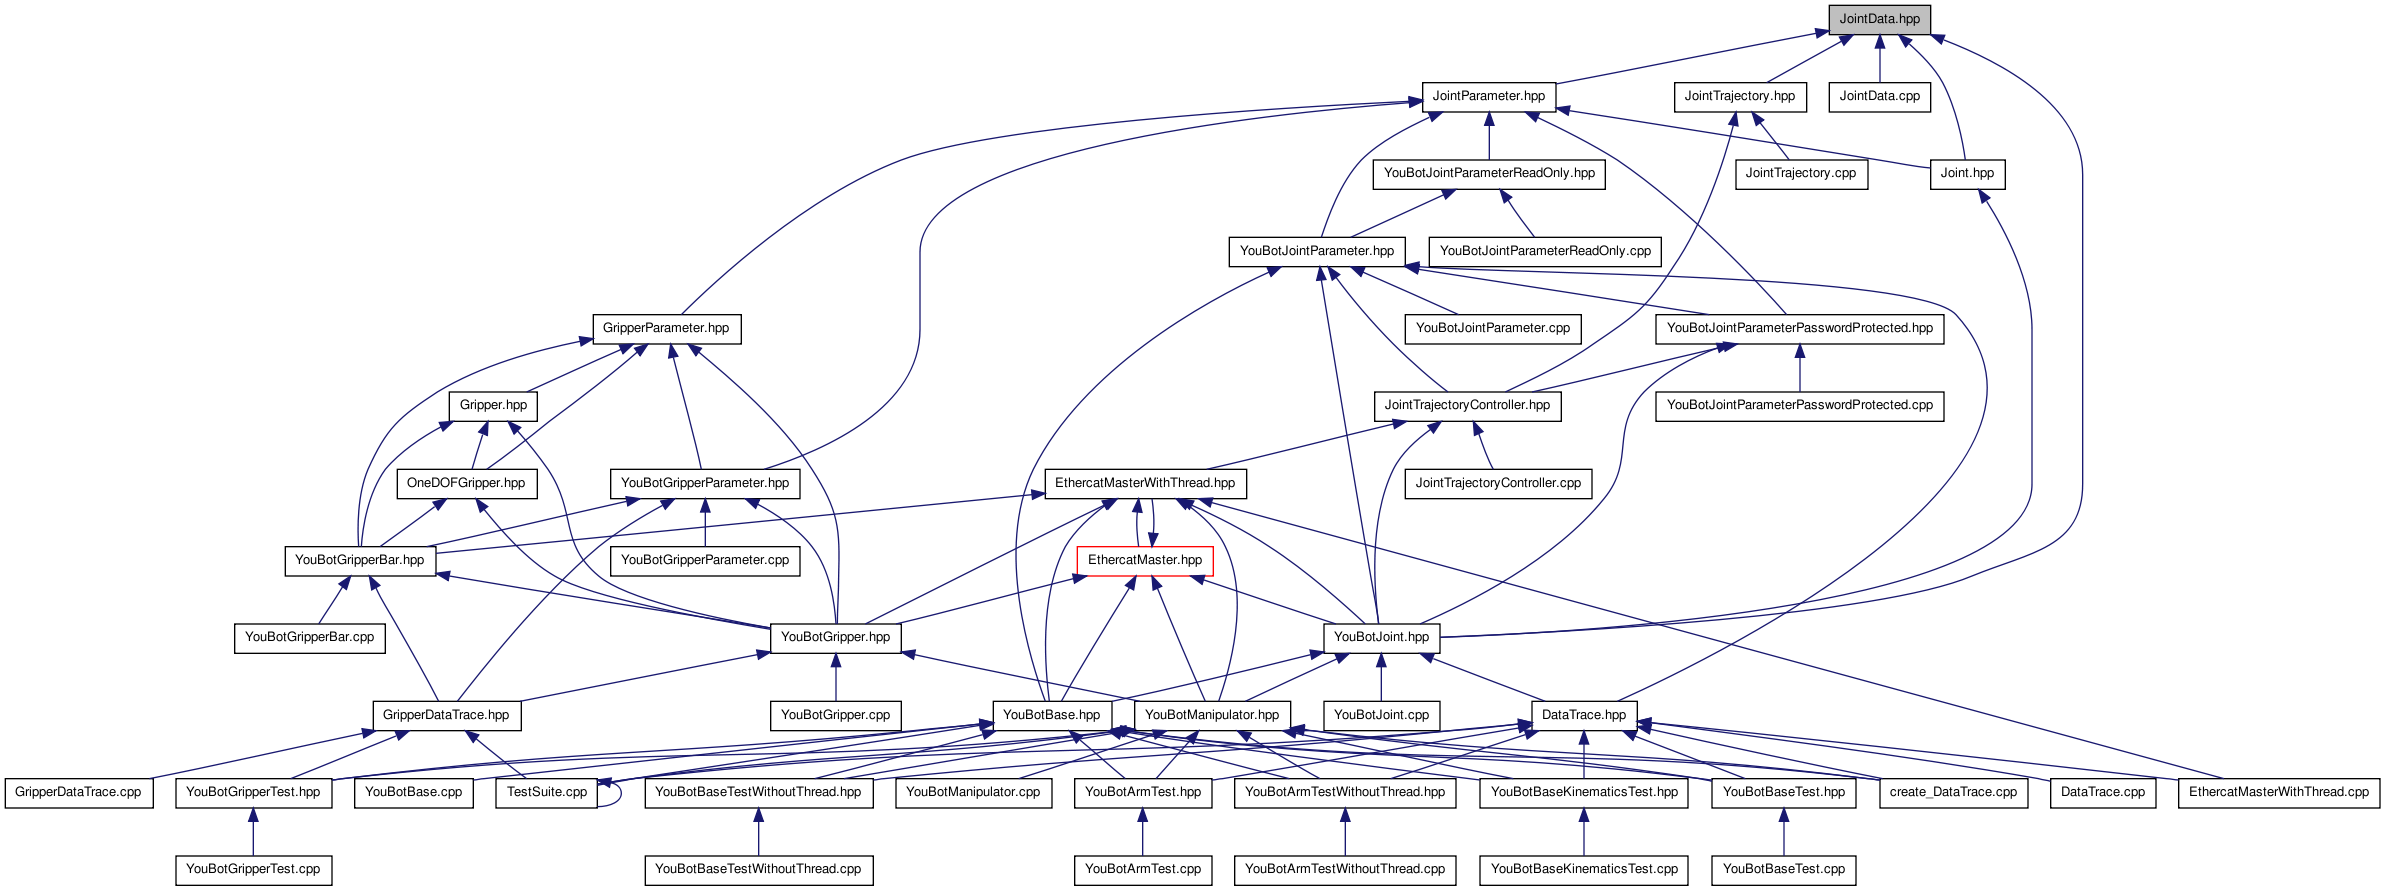 JointData.hpp
JointParameter.hpp
JointTrajectory.hpp
JointData.cpp
YouBotJointParameterReadOnly.hpp
JointTrajectory.cpp
Joint.hpp
YouBotJointParameter.hpp
YouBotJointParameterReadOnly.cpp
GripperParameter.hpp
YouBotJointParameter.cpp
YouBotJointParameterPasswordProtected.hpp
Gripper.hpp
JointTrajectoryController.hpp
YouBotJointParameterPasswordProtected.cpp
OneDOFGripper.hpp
YouBotGripperParameter.hpp
EthercatMasterWithThread.hpp
JointTrajectoryController.cpp
YouBotGripperBar.hpp
YouBotGripperParameter.cpp
EthercatMaster.hpp
YouBotGripperBar.cpp
YouBotGripper.hpp
YouBotJoint.hpp
GripperDataTrace.hpp
YouBotGripper.cpp
YouBotBase.hpp
YouBotManipulator.hpp
YouBotJoint.cpp
DataTrace.hpp
GripperDataTrace.cpp
YouBotGripperTest.hpp
YouBotBase.cpp
TestSuite.cpp
YouBotBaseTestWithoutThread.hpp
YouBotManipulator.cpp
YouBotArmTest.hpp
YouBotArmTestWithoutThread.hpp
YouBotBaseKinematicsTest.hpp
YouBotBaseTest.hpp
create_DataTrace.cpp
DataTrace.cpp
EthercatMasterWithThread.cpp
YouBotGripperTest.cpp
YouBotBaseTestWithoutThread.cpp
YouBotArmTest.cpp
YouBotArmTestWithoutThread.cpp
YouBotBaseKinematicsTest.cpp
YouBotBaseTest.cpp